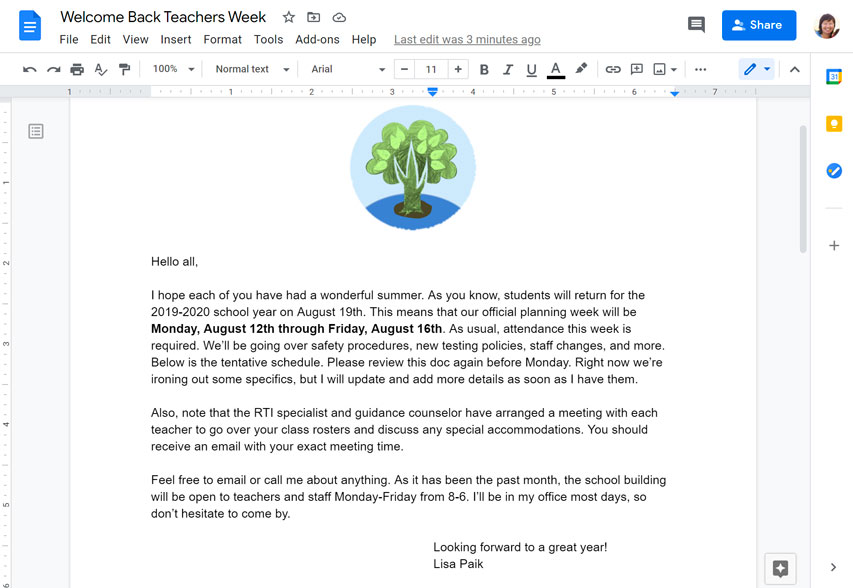 Welcome Back Teachers Week
File Edit View Insert Format Tools Add-ons Help Last edit was 3 minutes ago
Share
100% Normal text Arial − 11 + B I U A
1 1 2 3 4 5 6 7
31
1
2
3
4
5
6
Hello all,
I hope each of you have had a wonderful summer. As you know, students will return for the
2019-2020 school year on August 19th. This means that our official planning week will be
Monday, August 12th through Friday, August 16th. As usual, attendance this week is
required. We'll be going over safety procedures, new testing policies, staff changes, and more.
Below is the tentative schedule. Please review this doc again before Monday. Right now we're
ironing out some specifics, but I will update and add more details as soon as I have them.
Also, note that the RTI specialist and guidance counselor have arranged a meeting with each
teacher to go over your class rosters and discuss any special accommodations. You should
receive an email with your exact meeting time.
Feel free to email or call me about anything. As it has been the past month, the school building
will be open to teachers and staff Monday-Friday from 8-6. I'll be in my office most days, so
don't hesitate to come by.
Looking forward to a great year!
Lisa Paik